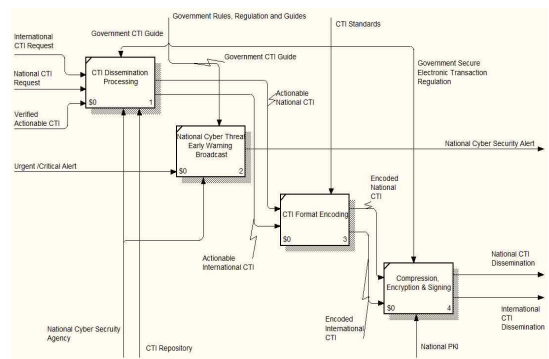 Government Rules, Regulation and Guides
Government CTI Guide
CTI Standards
International
CTI Request
Government CTI Guide
Government Secure
Electronic Transaction
Regulation
National CTI
Request
CTI Dissemination
Processing
$0
1
Actionable
National CTI
Verified
Actionable CTI
National Cyber Threat
Early Warning
Broadcast
$0
2
National Cyber Security Alert
Urgent /Critical Alert
Encoded
National
CTI
CTI Format Encoding
$0
3
Actionable
International CTI
National CTI
Dissemination
Compression,
Encryption & Signing
$0
4
International
CTI
Dissemination
Encoded
International
CTI
National Cyber Secruity
Agency
CTI Repository
National PKI